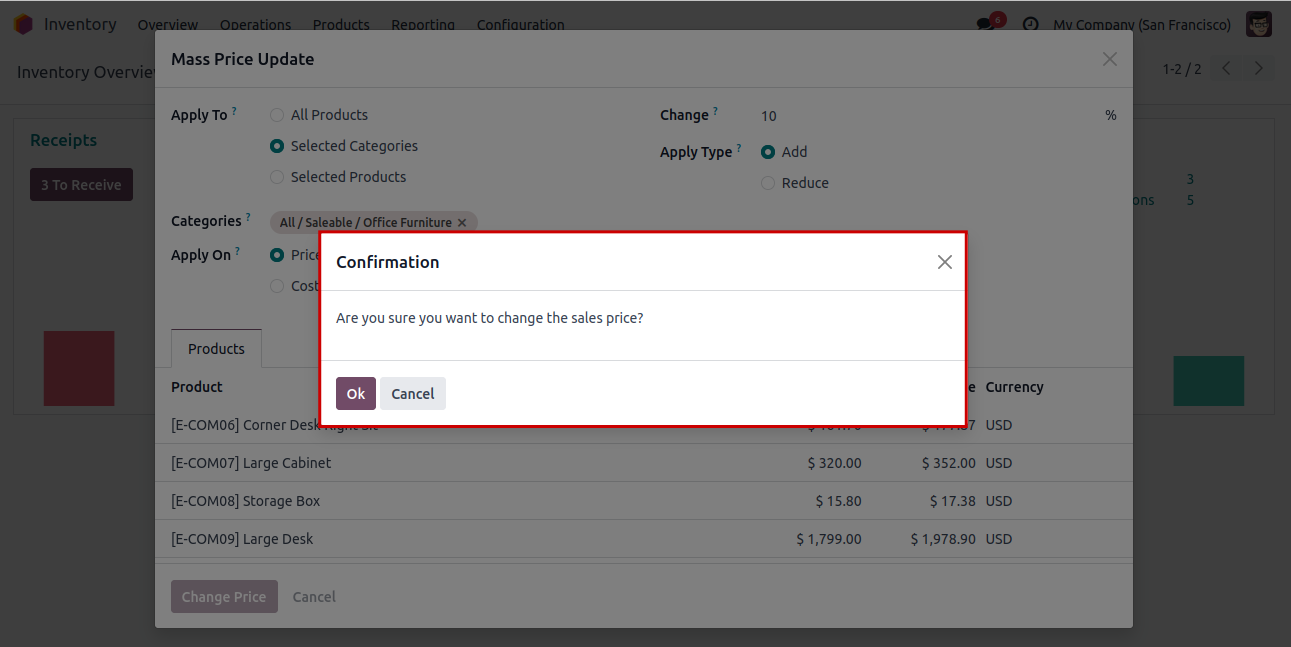 Inventory Overview Operations Products Reporting Configuration 6 My Company (San Francisco)
Inventory 1-2 / 2
Mass Price Update
Apply To ? All Products
Selected Categories
Selected Products
Change ? 10 %
Apply Type ? Add
Reduce
Receipts
3 To Receive
3
5
Categories ? All / Saleable / Office Furniture
Apply On ? Price
Cost
Confirmation
Are you sure you want to change the sales price?
Ok Cancel
Products
Product Currency
[E-COM06] Corner Desk Right Sit USD
[E-COM07] Large Cabinet $ 320.00 $ 352.00 USD
[E-COM08] Storage Box $ 15.80 $ 17.38 USD
[E-COM09] Large Desk $ 1,799.00 $ 1,978.90 USD
Change Price Cancel